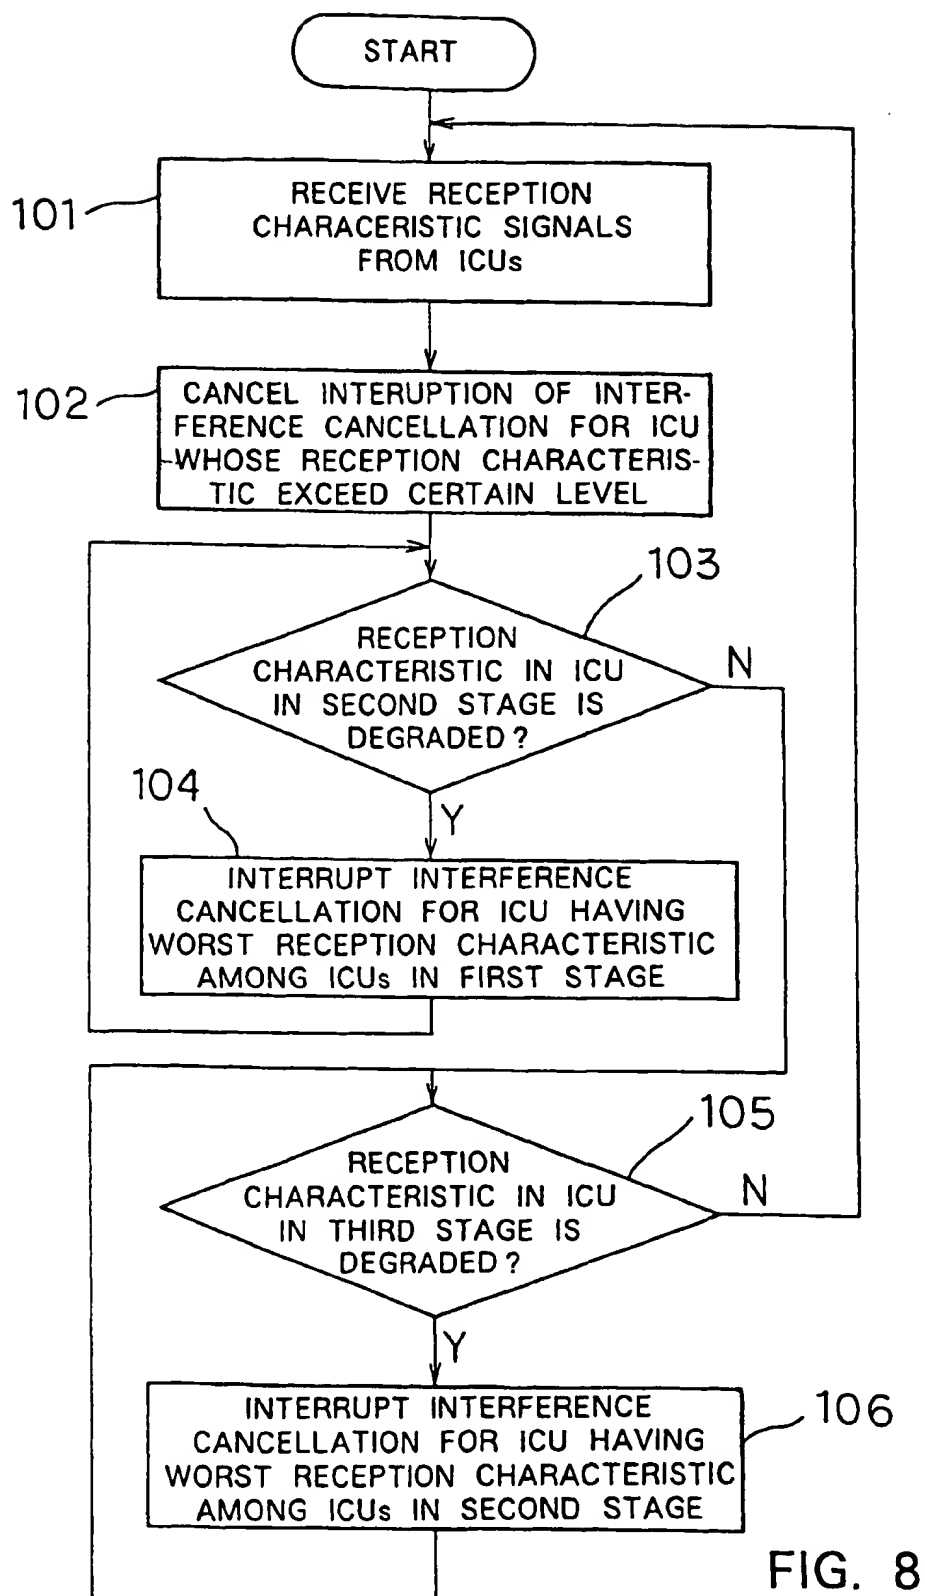 START
101
RECEIVE RECEPTION
CHARACERISTIC SIGNALS
FROM ICUs
102
CANCEL INTERUPTION OF INTER-
FERENCE CANCELLATION FOR ICU
WHOSE RECEPTION CHARACTERIS-
TIC EXCEED CERTAIN LEVEL
103
RECEPTION
CHARACTERISTIC IN ICU
IN SECOND STAGE IS
DEGRADED?
N
Y
104
INTERRUPT INTERFERENCE
CANCELLATION FOR ICU HAVING
WORST RECEPTION CHARACTERISTIC
AMONG ICUs IN FIRST STAGE
105
RECEPTION
CHARACTERISTIC IN ICU
IN THIRD STAGE IS
DEGRADED?
N
Y
106
INTERRUPT INTERFERENCE
CANCELLATION FOR ICU HAVING
WORST RECEPTION CHARACTERISTIC
AMONG ICUs IN SECOND STAGE
FIG. 8